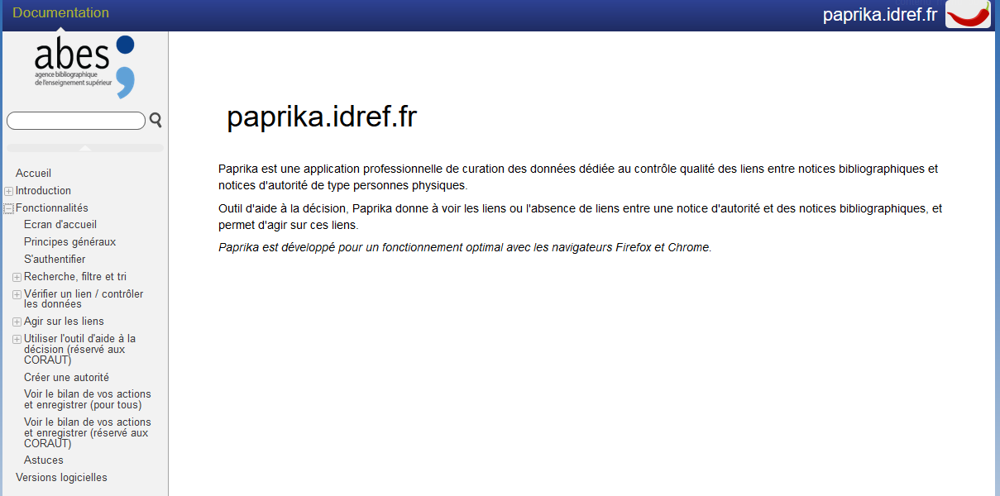 Documentation
paprika.idref.fr
abes
agence bibliographique
de l'enseignement supérieur
Accueil
Introduction
Fonctionnalités
Ecran d'accueil
Principes généraux
S'authentifier
Recherche, filtre et tri
Vérifier un lien / contrôler
les données
Agir sur les liens
Utiliser l'outil d'aide à la
décision (réservé aux
CORAUT)
Créer une autorité
Voir le bilan de vos actions
et enregistrer (pour tous)
Voir le bilan de vos actions
et enregistrer (réservé aux
CORAUT)
Astuces
Versions logicielles
paprika.idref.fr
Paprika est une application professionnelle de curation des données dédiée au contrôle qualité des liens entre notices bibliographiques et
notices d'autorité de type personnes physiques.
Outil d'aide à la décision, Paprika donne à voir les liens ou l'absence de liens entre une notice d'autorité et des notices bibliographiques, et
permet d'agir sur ces liens.
Paprika est développé pour un fonctionnement optimal avec les navigateurs Firefox et Chrome.